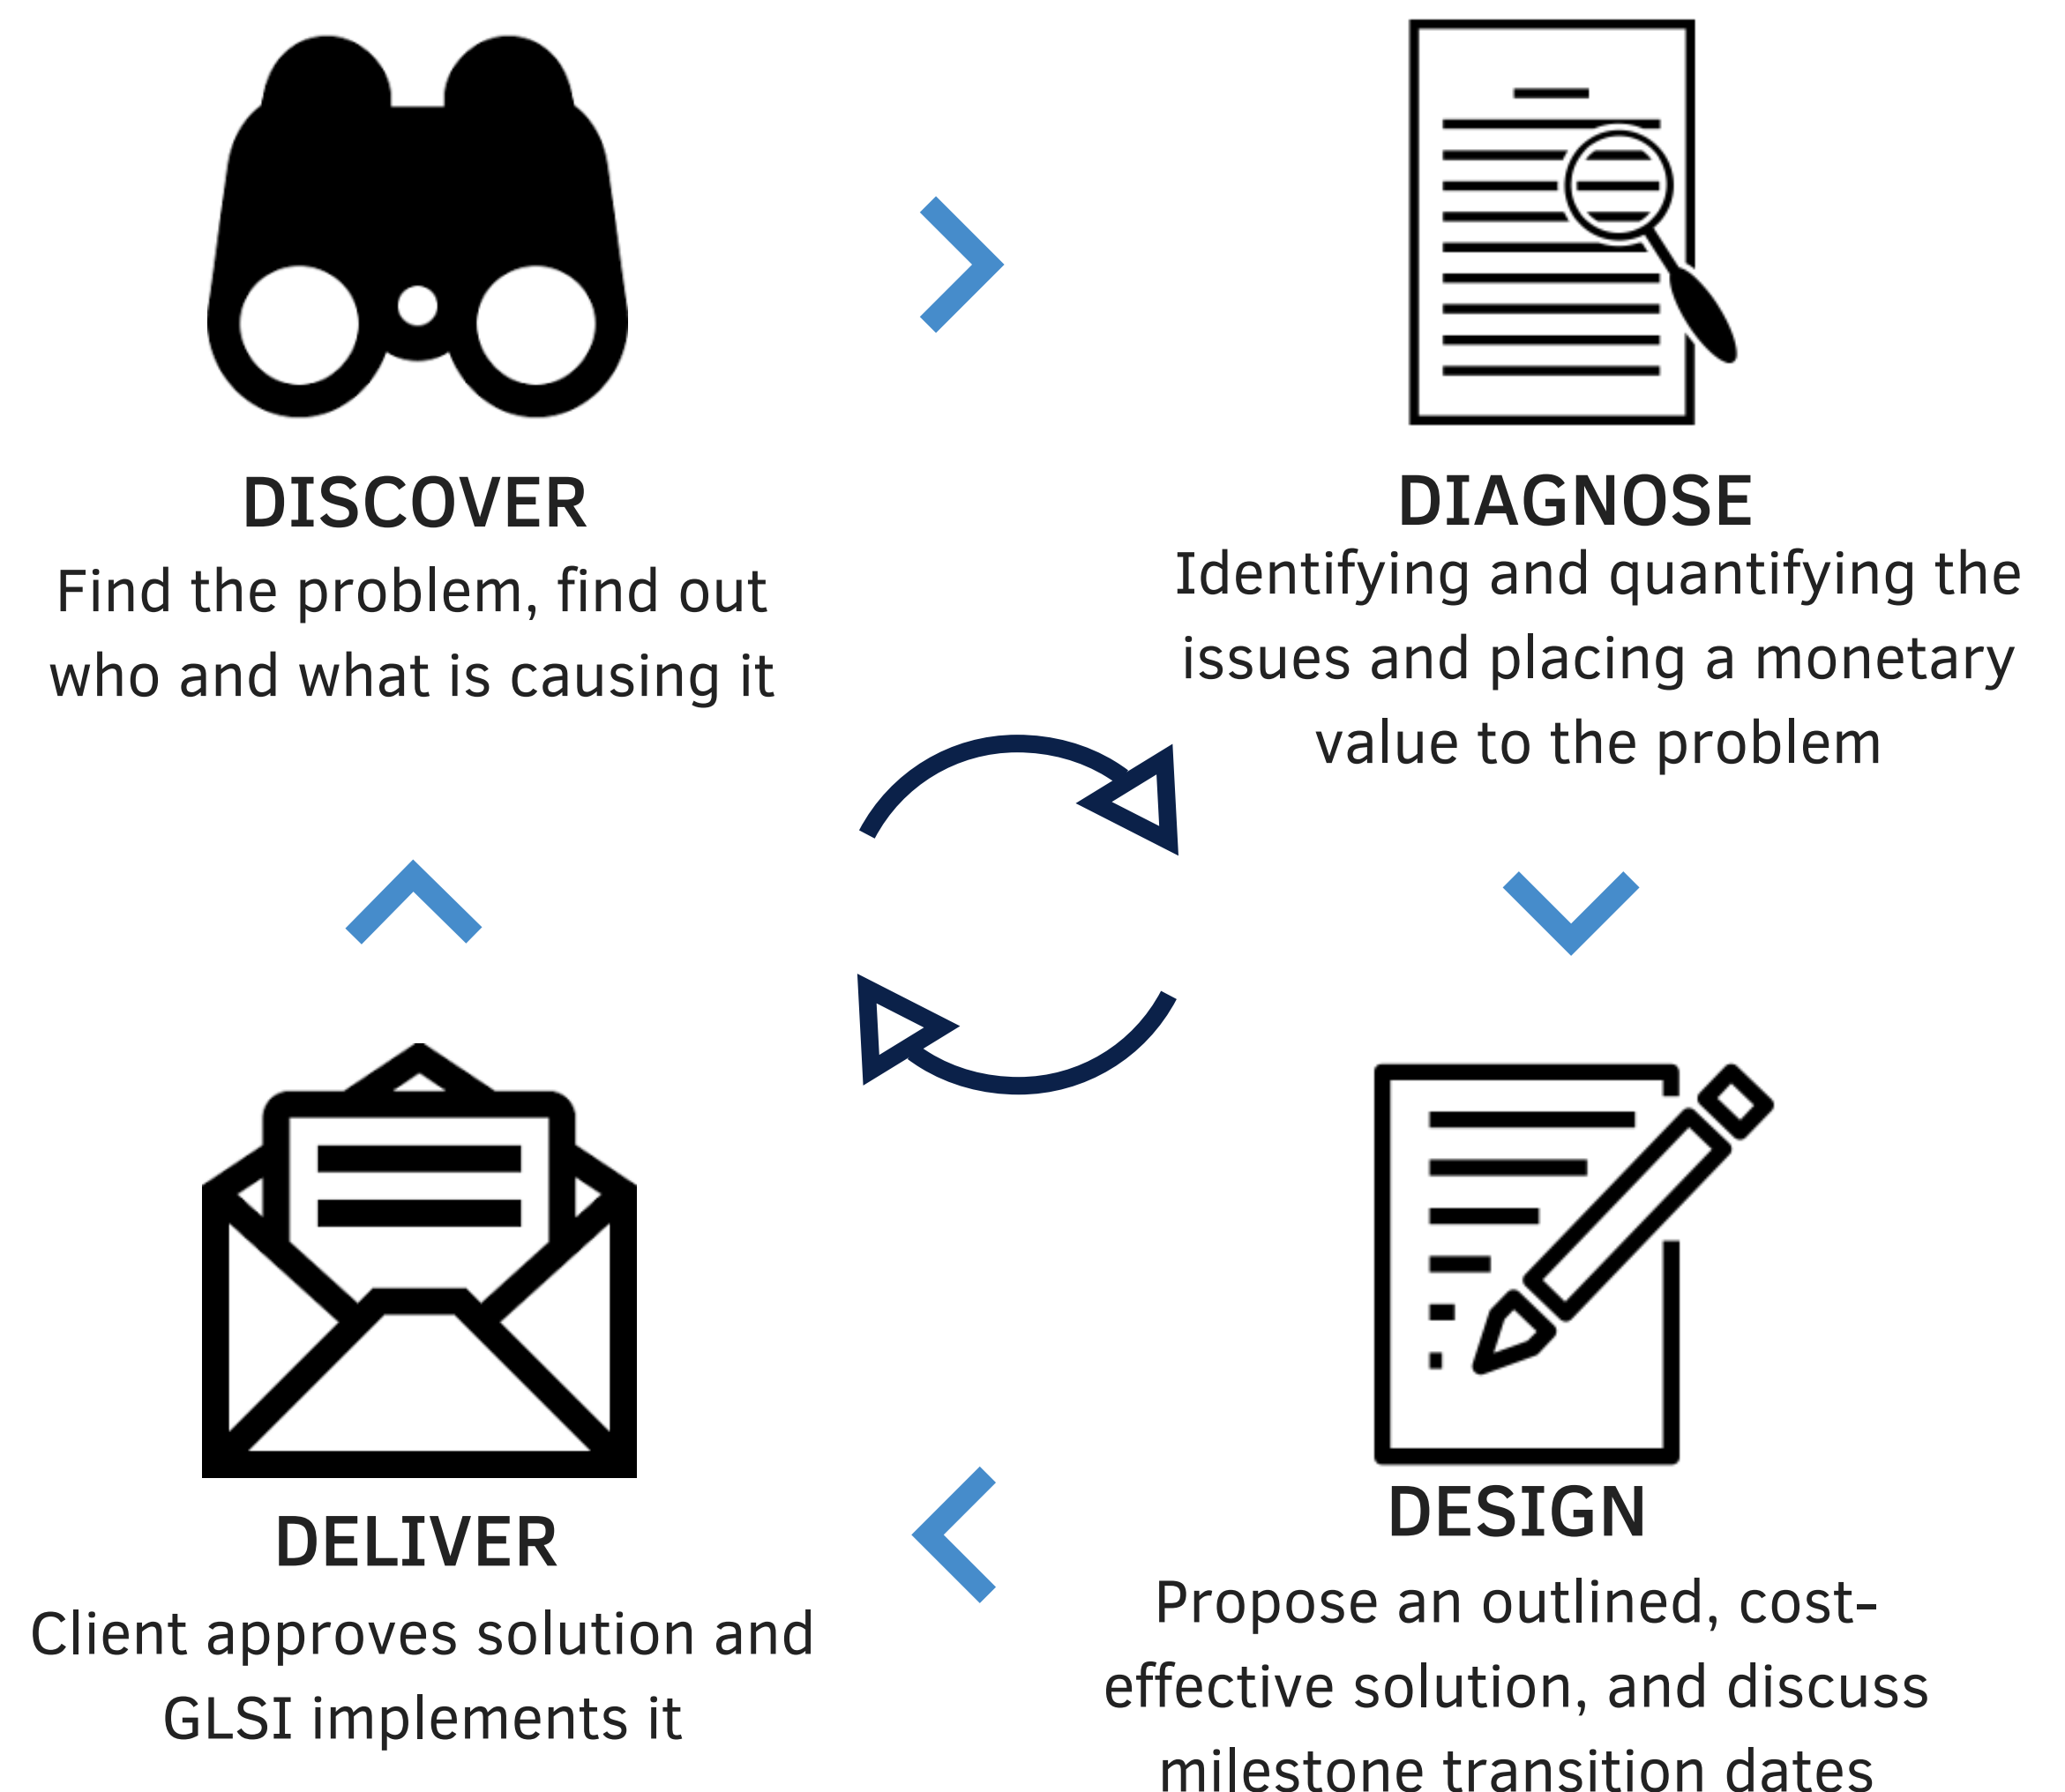 DISCOVER
Find the problem, find out
who and what is causing it
DIAGNOSE
Identifying and quantifying the
issues and placing a monetary
value to the problem
DELIVER
Client approves solution and
GLSI implements it
DESIGN
Propose an outlined, cost-
effective solution, and discuss
milestone transition dates